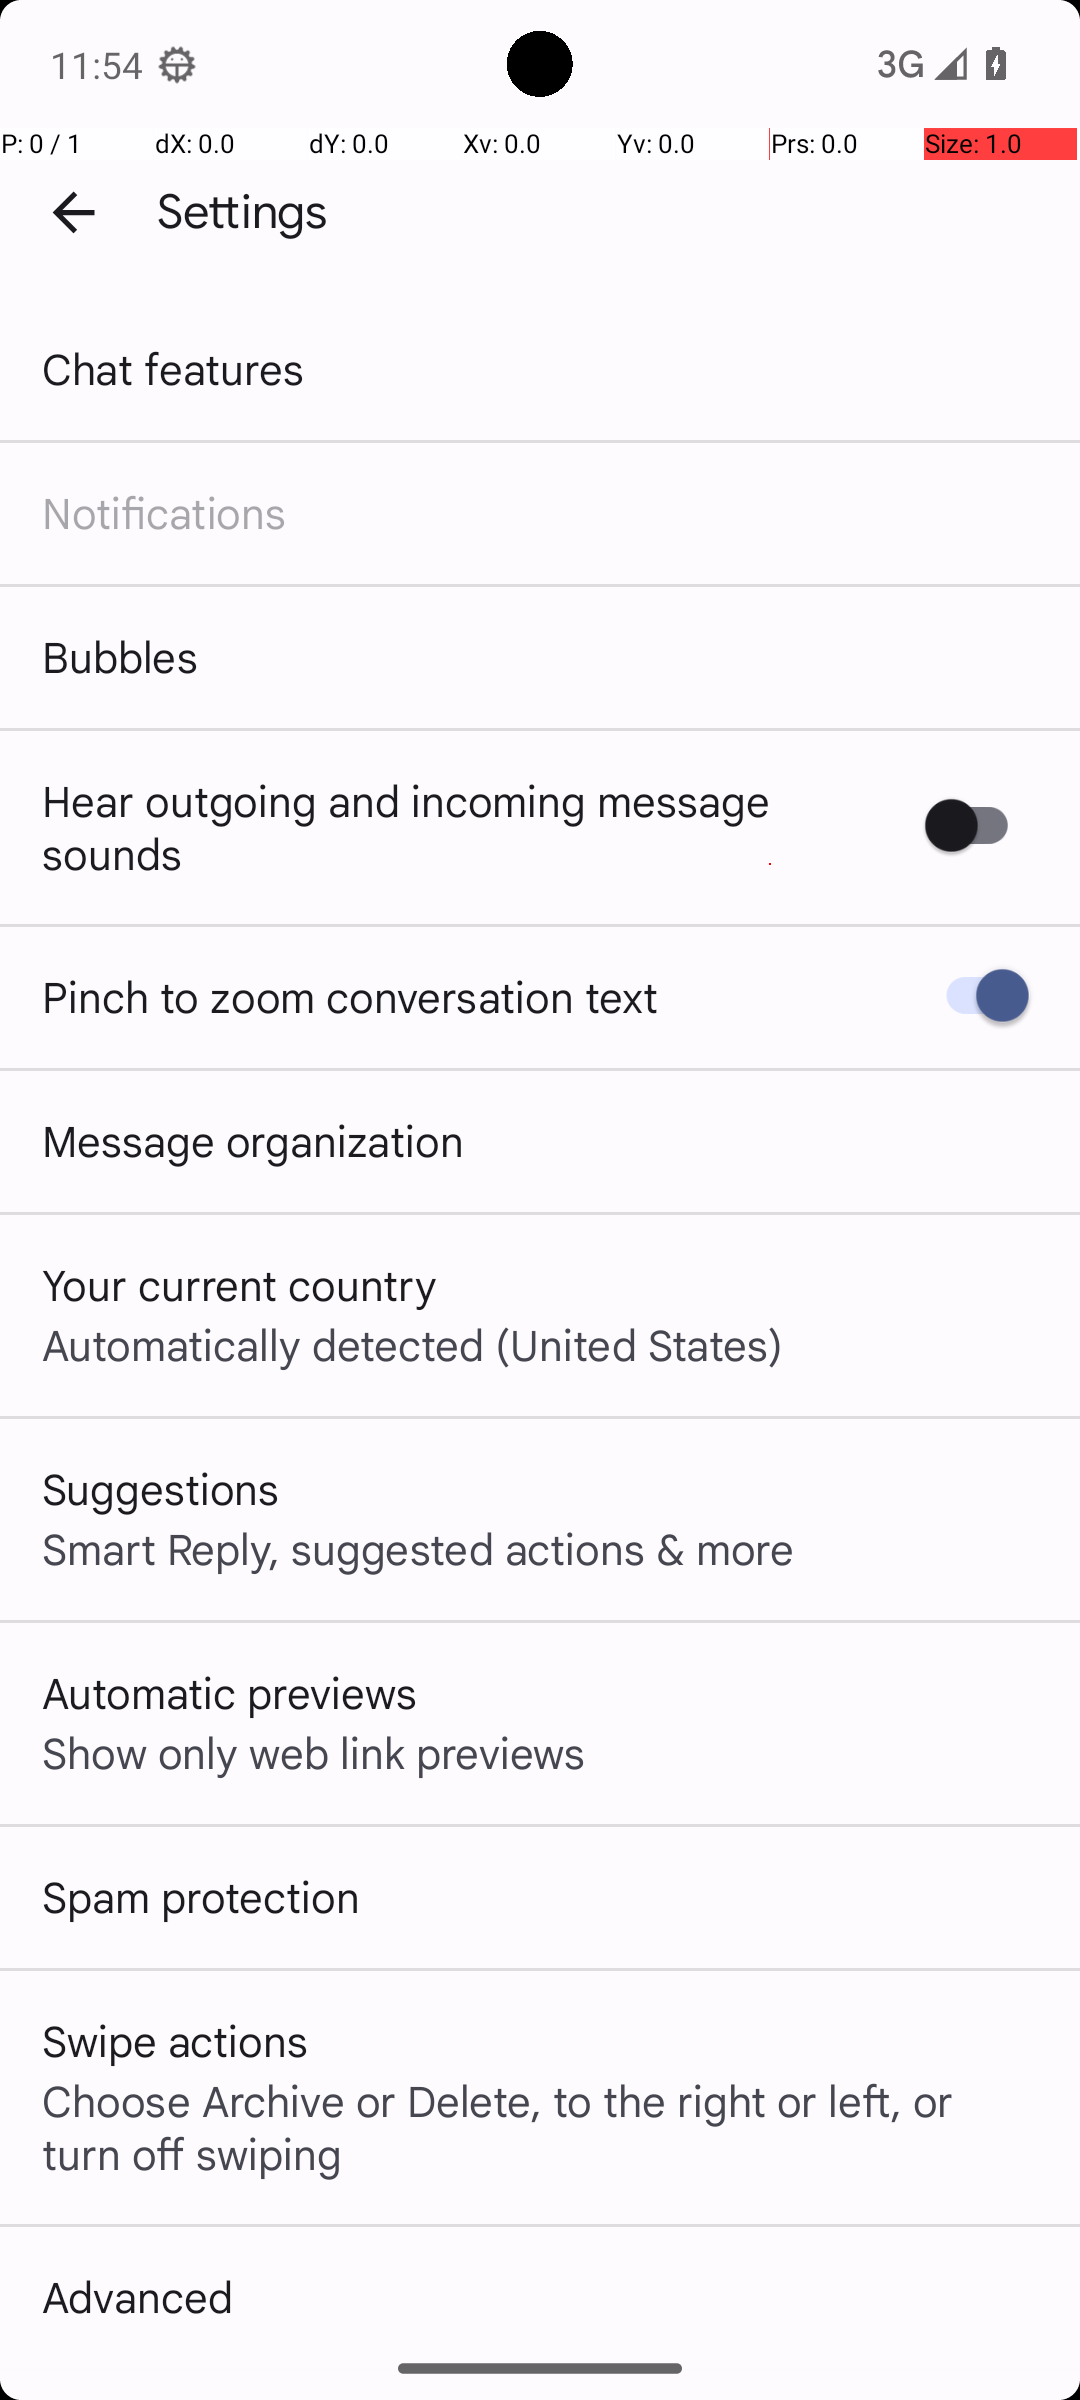 11:54
3G
P: 0 / 1
dX: 0.0
dY: 0.0
Xv: 0.0
Yv: 0.0
Prs: 0.0
Size: 1.0
Settings
Chat features
Notifications
Bubbles
Hear outgoing and incoming message
sounds
Pinch to zoom conversation text
Message organization
Your current country
Automatically detected (United States)
Suggestions
Smart Reply, suggested actions & more
Automatic previews
Show only web link previews
Spam protection
Swipe actions
Choose Archive or Delete, to the right or left, or
turn off swiping
Advanced